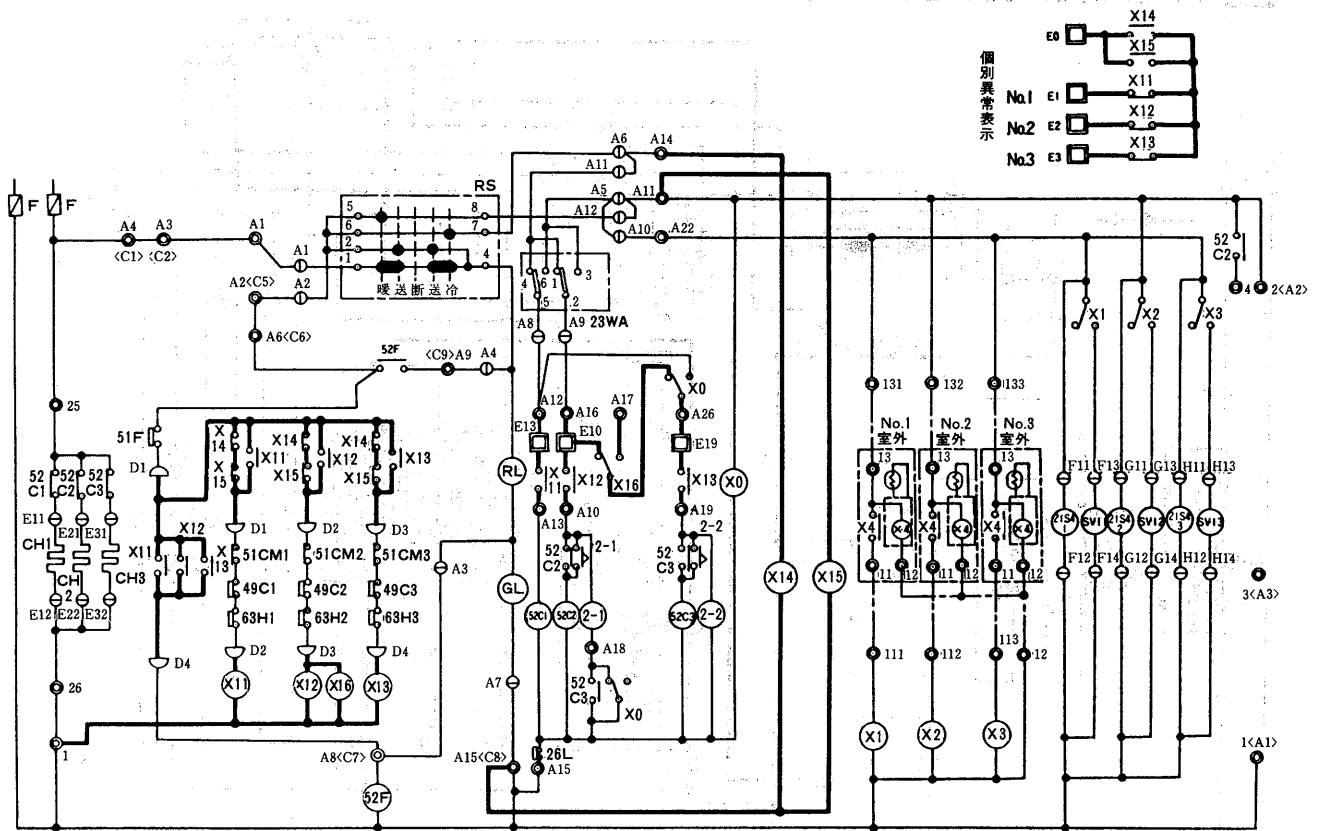 X14
E0
X15
個別異常表示
X11
No.1 E1
X12
No.2 E2
X13
No.3 E3
A6 A14
A11
RS
F F
5 8
6 7
2
1 4
A5 A11
A12
A10 A22
A4 A3 A1
<C1> <C2>
A1
A2<C5> A2
暖送断送冷
4 6 1 3
5 2
23WA
52
C2
4 2<A2>
A6<C6>
A8 A9
X1 X2 X3
52F <C9>A9 A4
X0
131 132 133
25
A12 A16 A17 A26
51F
E13 E10 E19
No.1
室外
No.2
室外
No.3
室外
13 13 13
D1
X
14
X11
X14
X12
X14
X13
X
15
X15 X15
RL
X
11
X12 X13
X0
52
C1
52
C2
52
C3
F11 F13 G11 G13 H11 H13
A13 A10 A19
X4 X4 X4
X4 X4 X4
E11 E21 E31
D1 D2 D3
52
C2
2-1
52
C3
2-2
21S4
1
SV11
21S4
2
SV12
21S4
3
SV13
CH1
CH
2
CH3
X12
X11 X
13
51CM1 51CM2 51CM3
A3
11 12 11 12 11 12
F12 F14 G12 G14 H12 H14
49C1 49C2 49C3
GL
X14 X15
3<A3>
E12 E22 E32
63H1 63H2 63H3
52C1 52C2 2-1 52C3 2-2
A18
D4 D2 D3 D4
111 112 113 12
26
X11 X12 X16 X13
A7
52
C3
X0
X1 X2 X3
1
A8<C7> A15<C8>
26L
A15
1<A1>
52F